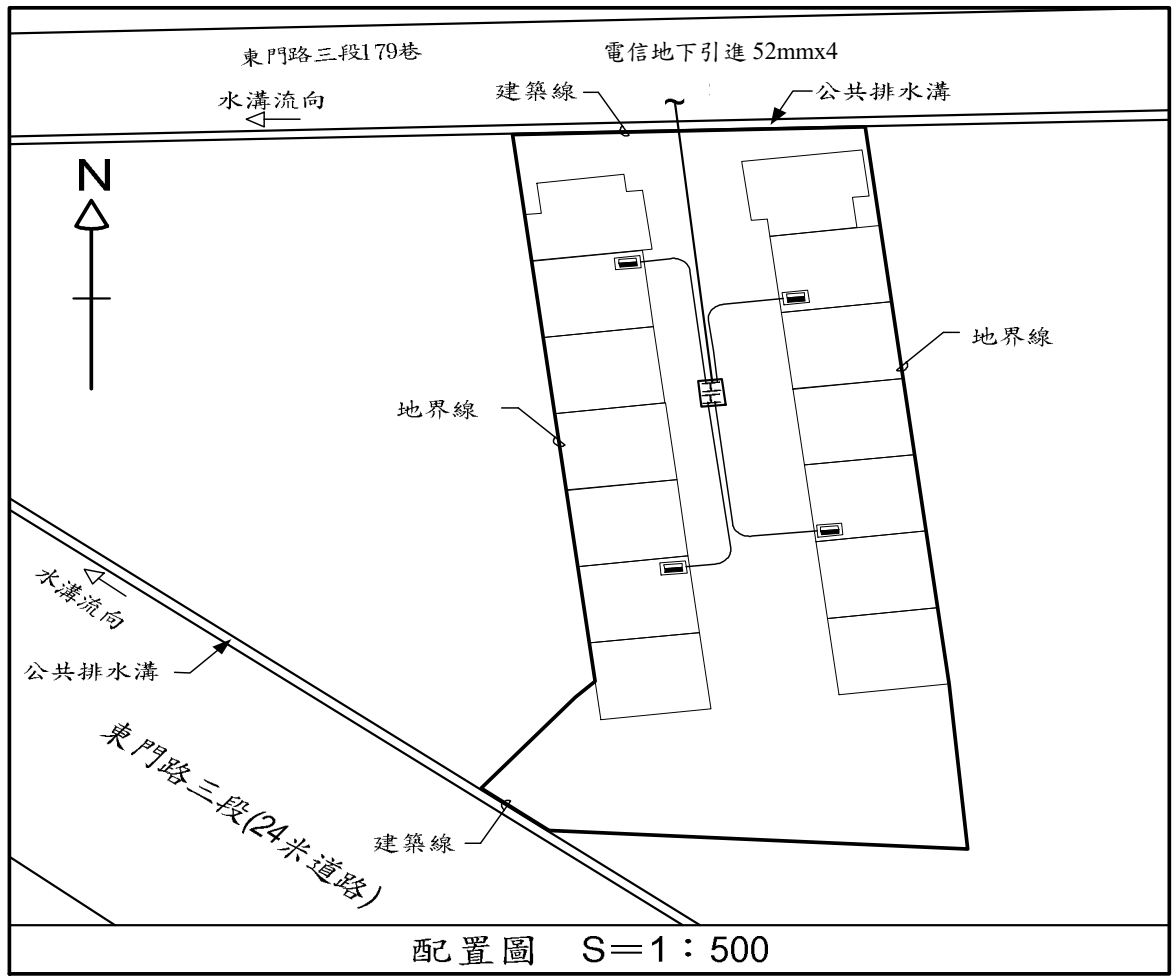 東門路三段179巷
電信地下引進 52mmx4
水溝流向
建築線
公共排水溝
N
地界線
地界線
水溝流向
公共排水溝
東門路三段(24米道路)
建築線
配置圖 S=1：500